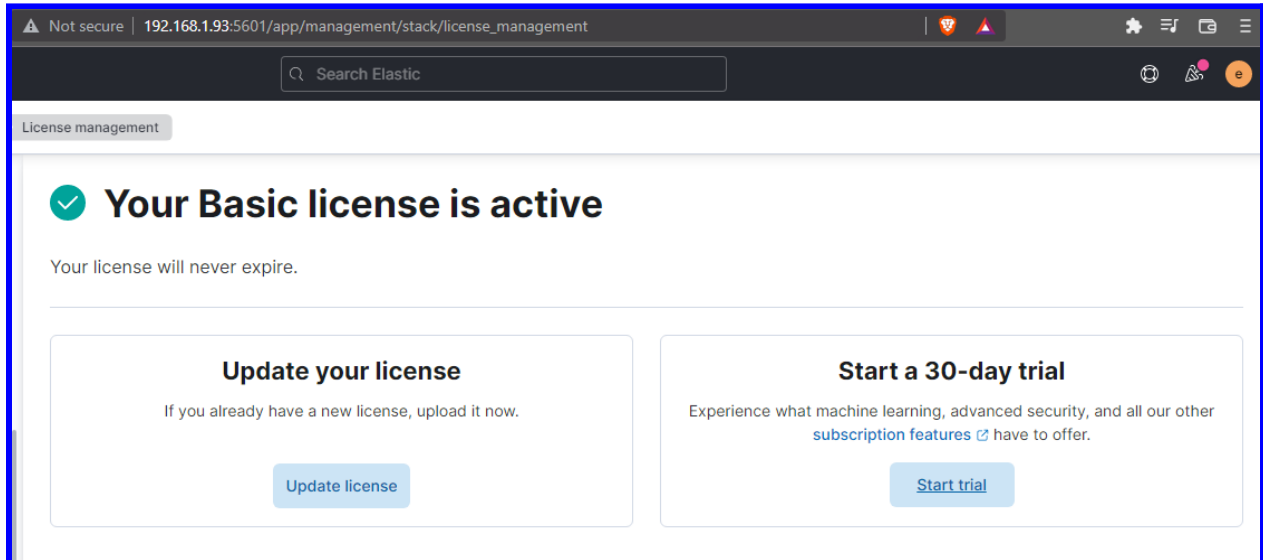 Not secure 192.168.1.93:5601/app/management/stack/license_management
Search Elastic
e
License management
Your Basic license is active
Your license will never expire.
Update your license
If you already have a new license, upload it now.
Update license
Start a 30-day trial
Experience what machine learning, advanced security, and all our other
subscription features have to offer.
Start trial